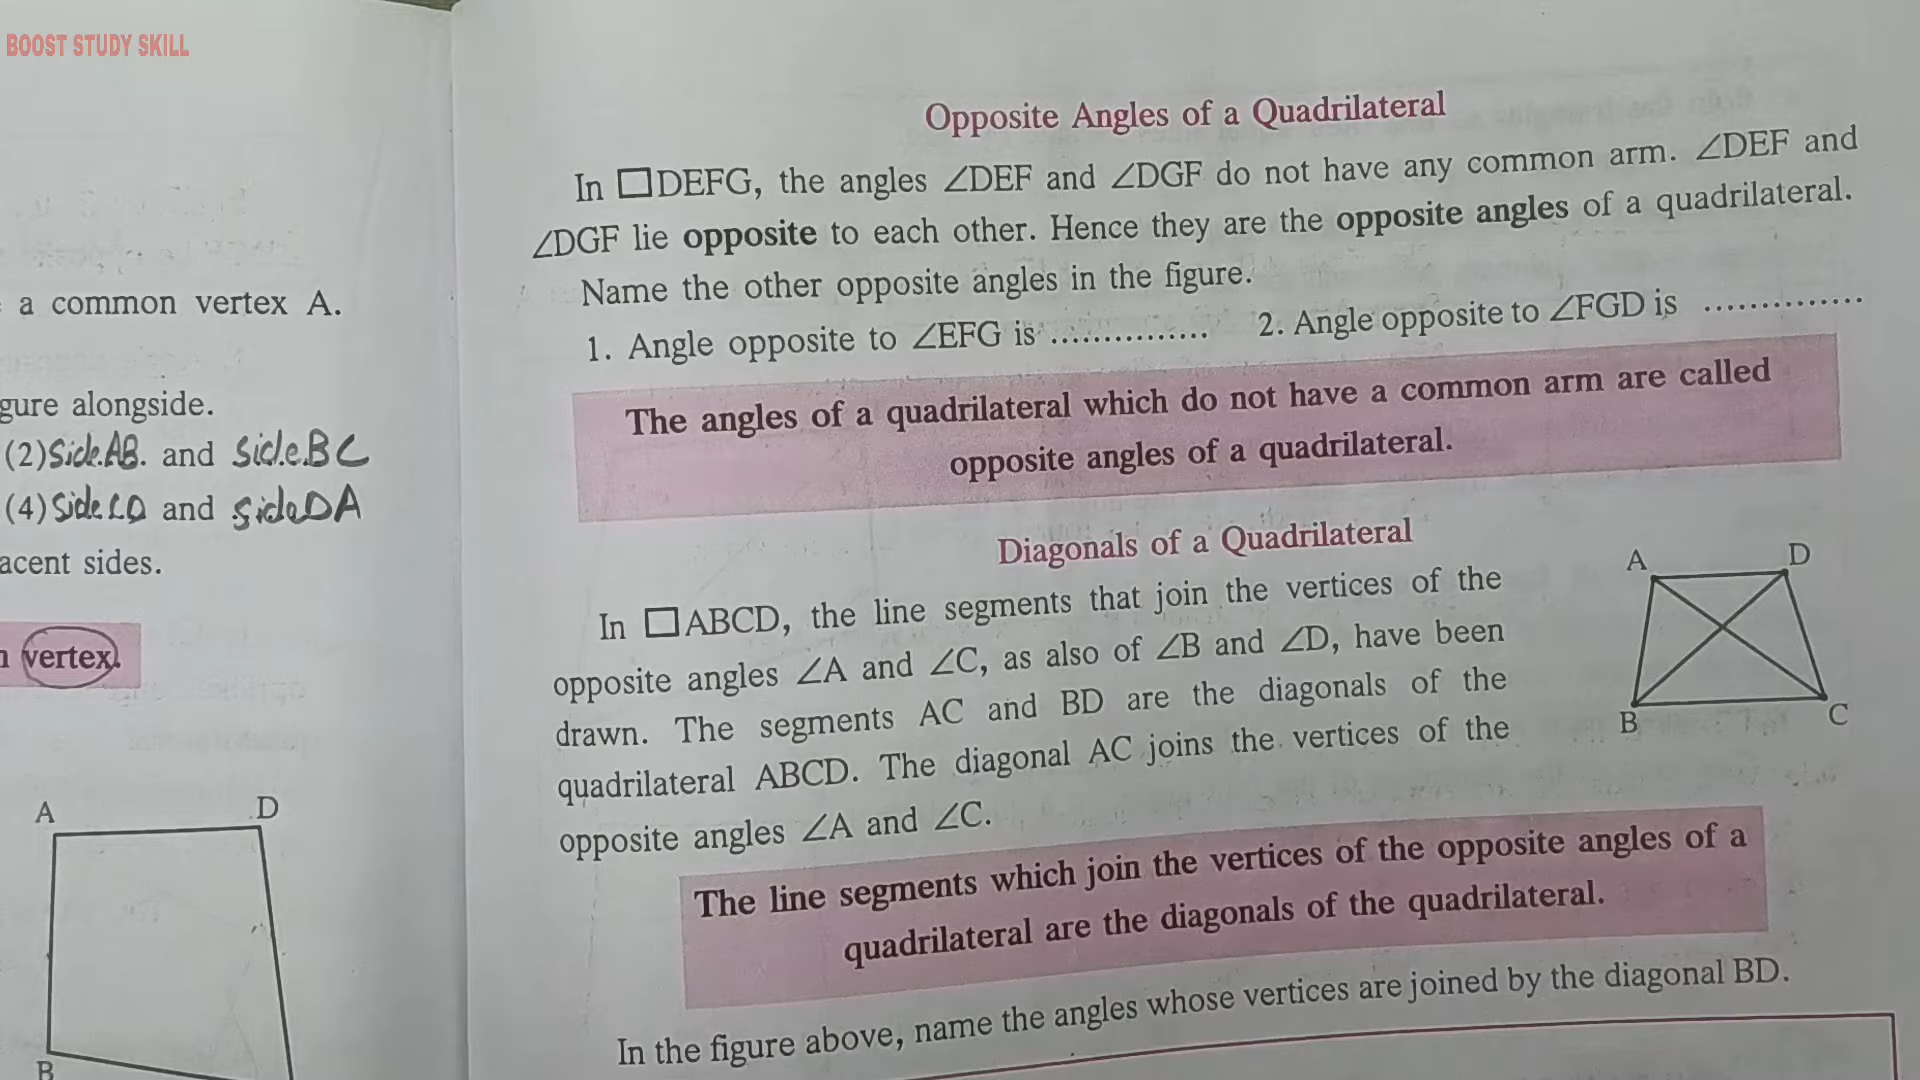 BOOST STUDY SKILL
a common vertex A.
gure alongside.
(2) Side AB. and side BC
(4) Side CD and side DA
acent sides.
vertex.
A D
B
Opposite Angles of a Quadrilateral
In □DEFG, the angles ∠DEF and ∠DGF do not have any common arm. ∠DEF and
∠DGF lie opposite to each other. Hence they are the opposite angles of a quadrilateral.
Name the other opposite angles in the figure.
1. Angle opposite to ∠EFG is ............... 2. Angle opposite to ∠FGD is ..............
The angles of a quadrilateral which do not have a common arm are called
opposite angles of a quadrilateral.
Diagonals of a Quadrilateral
In □ABCD, the line segments that join the vertices of the
opposite angles ∠A and ∠C, as also of ∠B and ∠D, have been
drawn. The segments AC and BD are the diagonals of the
quadrilateral ABCD. The diagonal AC joins the vertices of the
opposite angles ∠A and ∠C.
A D
B C
The line segments which join the vertices of the opposite angles of a
quadrilateral are the diagonals of the quadrilateral.
In the figure above, name the angles whose vertices are joined by the diagonal BD.